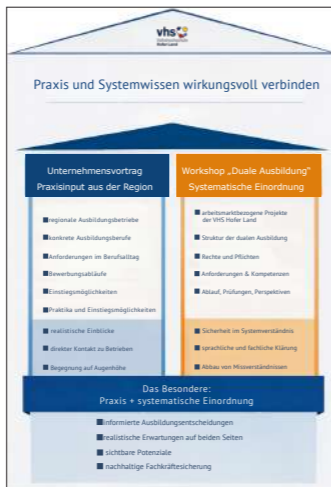 vhs
Volkshochschule
Hofer Land
Praxis und Systemwissen wirkungsvoll verbinden
Unternehmensvortrag
Praxisinput aus der Region
regionale Ausbildungsbetriebe
konkrete Ausbildungsberufe
Anforderungen im Berufsalltag
Bewerbungsabläufe
Einstiegsmöglichkeiten
Praktika und Einstiegsmöglichkeiten
realistische Einblicke
direkter Kontakt zu Betrieben
Begegnung auf Augenhöhe
Workshop „Duale Ausbildung"
Systematische Einordnung
arbeitmarktbezogene Projekte
der VHS Hofer Land
Struktur der dualen Ausbildung
Rechte und Pflichten
Anforderungen & Kompetenzen
Ablauf, Prüfungen, Perspektiven
Sicherheit im Systemverständnis
sprachliche und fachliche Klärung
Abbau von Missverständnissen
Das Besondere:
Praxis + systematische Einordnung
informierte Ausbildungsentscheidungen
realistische Erwartungen auf beiden Seiten
sichtbare Potenziale
nachhaltige Fachkräftesicherung